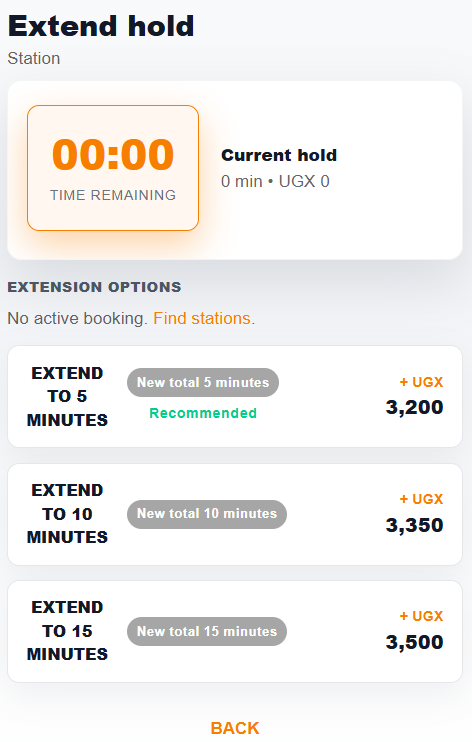 Extend hold
Station
00:00
TIME REMAINING
Current hold
0 min • UGX 0
EXTENSION OPTIONS
No active booking. Find stations.
EXTEND
TO 5
MINUTES
New total 5 minutes
Recommended
+ UGX
3,200
EXTEND
TO 10
MINUTES
New total 10 minutes
+ UGX
3,350
EXTEND
TO 15
MINUTES
New total 15 minutes
+ UGX
3,500
BACK